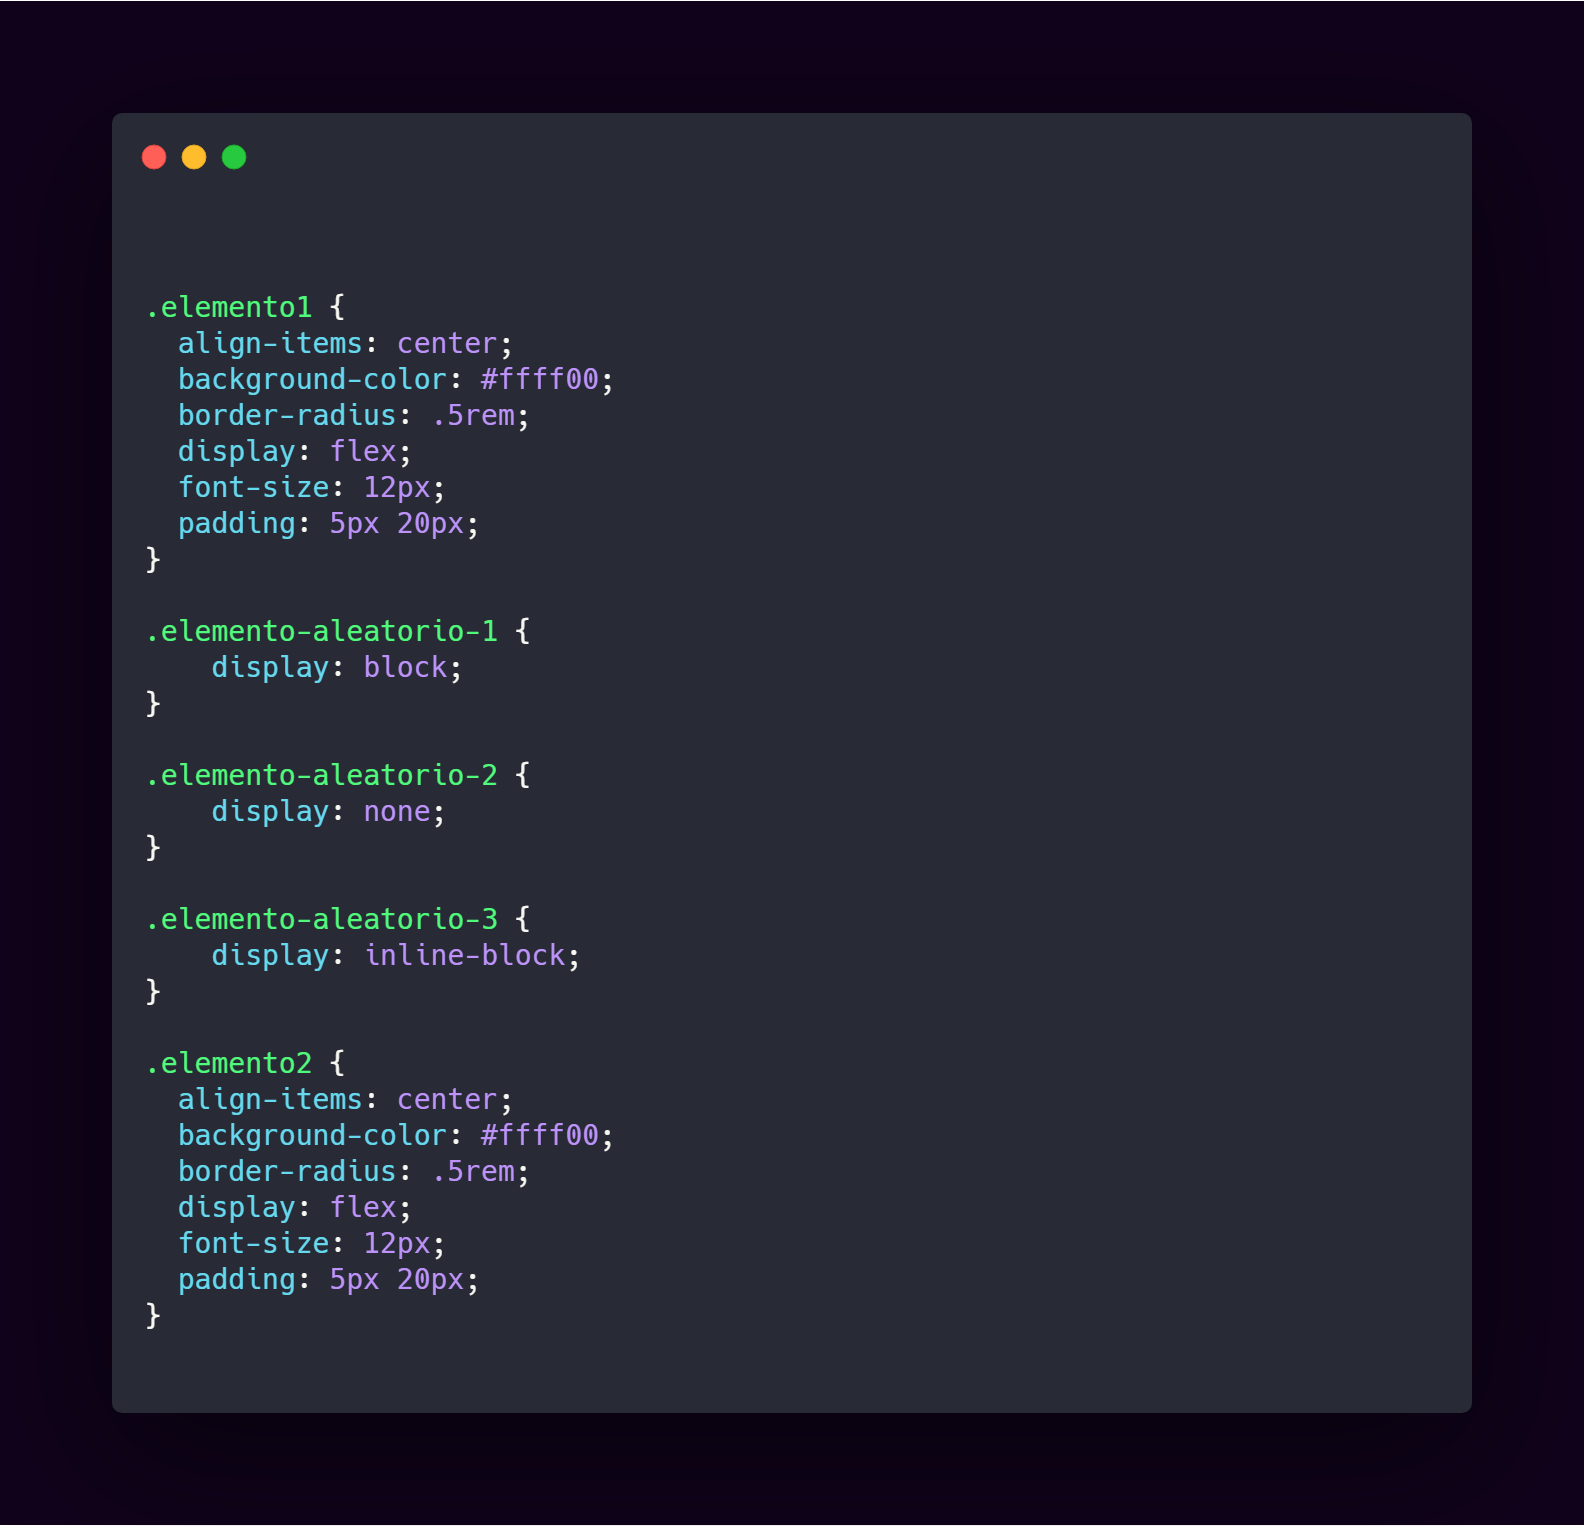 .elemento1 {
  align-items: center;
  background-color: #ffff00;
  border-radius: .5rem;
  display: flex;
  font-size: 12px;
  padding: 5px 20px;
}

.elemento-aleatorio-1 {
    display: block;
}

.elemento-aleatorio-2 {
    display: none;
}

.elemento-aleatorio-3 {
    display: inline-block;
}

.elemento2 {
  align-items: center;
  background-color: #ffff00;
  border-radius: .5rem;
  display: flex;
  font-size: 12px;
  padding: 5px 20px;
}